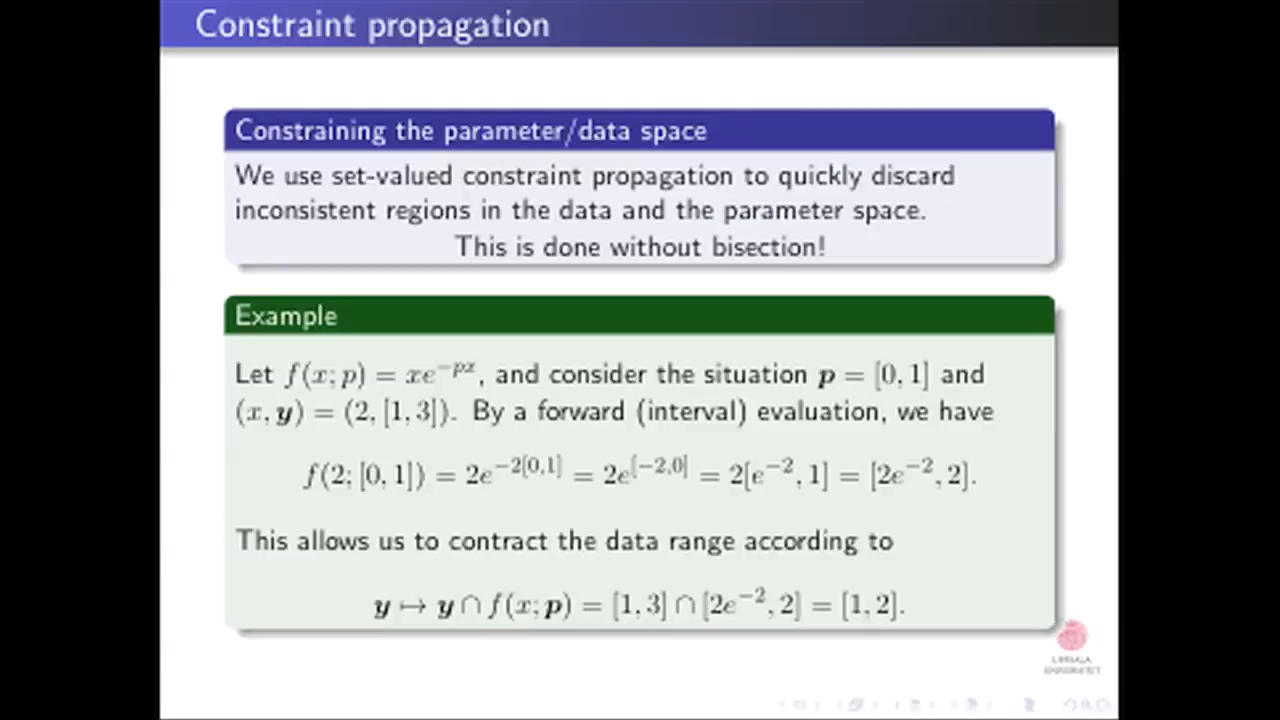 Constraint propagation
Constraining the parameter/data space
We use set-valued constraint propagation to quickly discard
inconsistent regions in the data and the parameter space.
This is done without bisection!
Example
Let f(x; p) = xe^{−px}, and consider the situation p = [0, 1] and
(x, y) = (2, [1, 3]). By a forward (interval) evaluation, we have
f(2; [0, 1]) = 2e^{−2[0,1]} = 2e^{[−2,0]} = 2[e^{−2}, 1] = [2e^{−2}, 2].
This allows us to contract the data range according to
y ↦ y ∩ f(x; p) = [1, 3] ∩ [2e^{−2}, 2] = [1, 2].
UPPSALA
UNIVERSITET